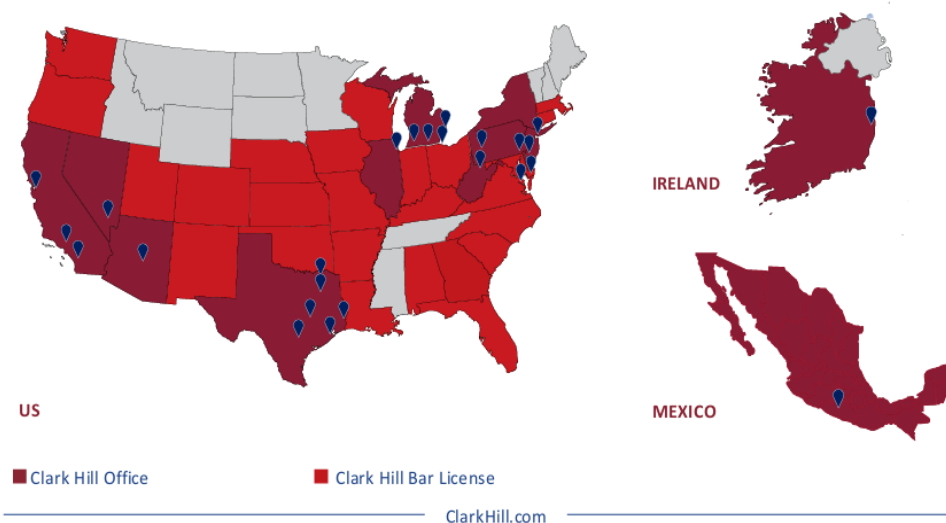 IRELAND
US
MEXICO
Clark Hill Office
Clark Hill Bar License
ClarkHill.com